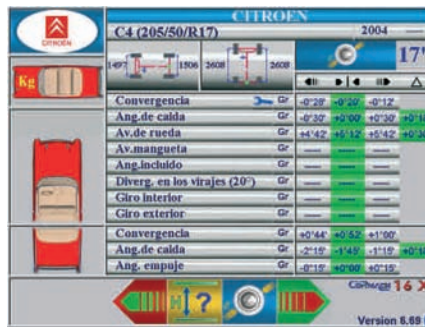 CITROEN
CITROËN
C4 (205/50/R17) 2004 ----
1497 1506 2608 2608 17"
Kg
Convergencia Gr -0°28' -0°20' -0°12'
Ang.de caída Gr -0°30' +0°00' +0°30'
Av.de rueda Gr +4°42' +5°12' +5°42'
Av.mangueta Gr ---- ---- ----
Ang.incluido Gr ---- ---- ----
Diverg. en los virajes (20°) Gr ---- ---- ----
Giro interior Gr ---- ---- ----
Giro exterior Gr ---- ---- ----
Convergencia Gr +0°44' +0°52' +1°00'
Ang.de caída Gr -2°15' -1°45' -1°15'
Ang. empuje Gr -0°15' +0°00' +0°15'
H ?
16
Version 6.69